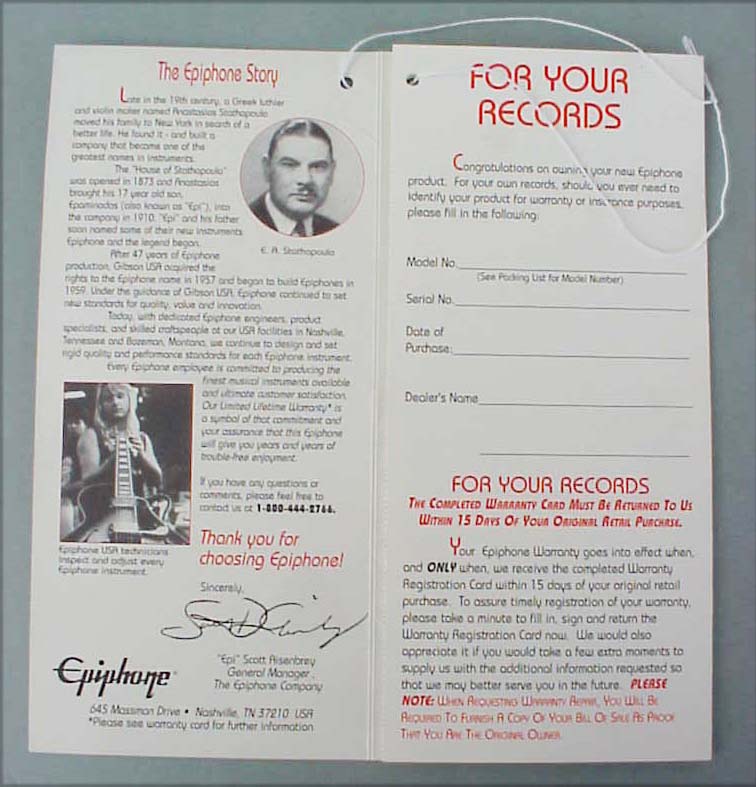 The Epiphone Story
Late in the 19th century, a Greek luthier
and violin maker named Anastasios Stathopoulo
moved his family to New York in search of a
better life. He found it - and built a
company that became one of the
greatest names in instruments.
The "House of Stathopoulo"
was opened in 1873 and Anastasios
brought his 17 year old son,
Epaminodas (also known as "Epi"), into
the company in 1910. "Epi" and his father
soon named some of their new instruments
Epiphone and the legend began.
E. A. Stathopoulo
After 47 years of Epiphone
production, Gibson USA acquired the
rights to the Epiphone name in 1957 and began to build Epiphones in
1959. Under the guidance of Gibson USA, Epiphone continued to set
new standards for quality, value and innovation.
Today, with dedicated Epiphone engineers, product
specialists, and skilled craftspeople at our USA facilities in Nashville,
Tennessee and Bozeman, Montana, we continue to design and set
rigid quality and performance standards for each Epiphone instrument.
Every Epiphone employee is committed to producing the
finest musical instruments available
and ultimate customer satisfaction.
Our Limited Lifetime Warranty* is
a symbol of that commitment and
your assurance that this Epiphone
will give you years and years of
trouble-free enjoyment.
If you have any questions or
comments, please feel free to
contact us at 1-800-444-2766.
Epiphone USA technicians
inspect and adjust every
Epiphone instrument.
Thank you for
choosing Epiphone!
Sincerely,
"Epi" Scott Aisenbrey
General Manager
The Epiphone Company
Epiphone
645 Massman Drive • Nashville, TN 37210 USA
*Please see warranty card for further information
FOR YOUR
RECORDS
Congratulations on owning your new Epiphone
product. For your own records, should you ever need to
identify your product for warranty or insurance purposes,
please fill in the following:
Model No.
(See Packing List for Model Number)
Serial No.
Date of
Purchase:
Dealer's Name
FOR YOUR RECORDS
THE COMPLETED WARRANTY CARD MUST BE RETURNED TO US
WITHIN 15 DAYS OF YOUR ORIGINAL RETAIL PURCHASE.
Your Epiphone Warranty goes into effect when,
and ONLY when, we receive the completed Warranty
Registration Card within 15 days of your original retail
purchase. To assure timely registration of your warranty,
please take a minute to fill in, sign and return the
Warranty Registration Card now. We would also
appreciate it if you would take a few extra moments to
supply us with the additional information requested so
that we may better serve you in the future. PLEASE
NOTE: WHEN REQUESTING WARRANTY REPAIR, YOU WILL BE
REQUIRED TO FURNISH A COPY OF YOUR BILL OF SALE AS PROOF
THAT YOU ARE THE ORIGINAL OWNER.